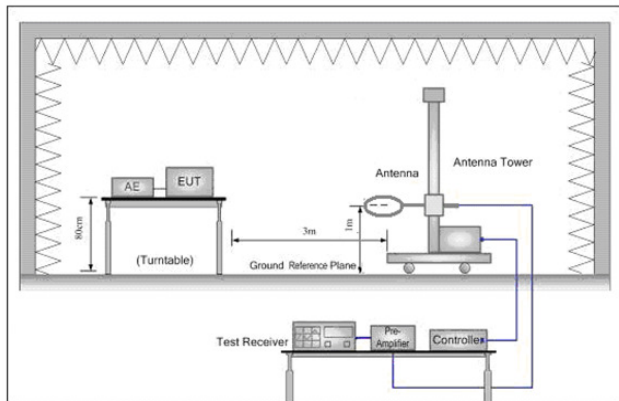 Antenna
Antenna Tower
AE
EUT
80cm
(Turntable)
3m
1m
Ground Reference Plane
Test Receiver
Pre-
Amplifier
Controller